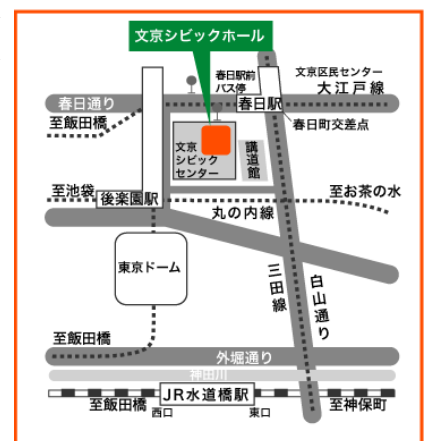 文京シビックホール
春日駅前
バス停
文京区民センター
大江戸線
春日通り
春日駅
至飯田橋
春日町交差点
文京
シビック
センター
講道館
至池袋
至お茶の水
後楽園駅
丸の内線
東京ドーム
三田線
白山通り
至飯田橋
外堀通り
神田川
JR水道橋駅
至飯田橋
西口
東口
至神保町